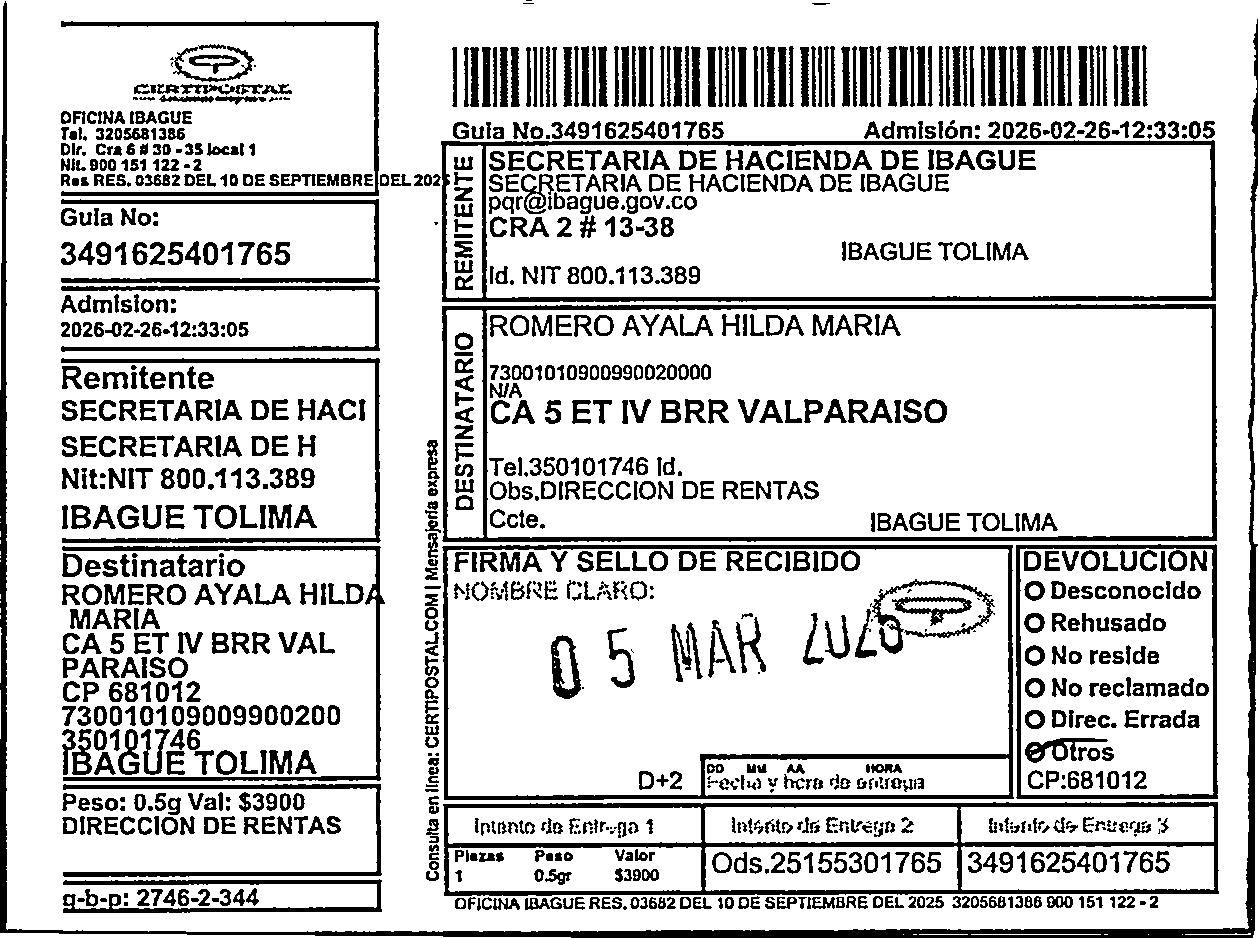 CERTIPOSTAL
OFICINA IBAGUE
Tel. 3205681386
Dir. Cra 6 # 30 - 35 local 1
Nit. 900 151 122 - 2
Res RES. 03682 DEL 10 DE SEPTIEMBRE DEL 2025
Guia No:
3491625401765
Admision:
2026-02-26-12:33:05
Remitente
SECRETARIA DE HACI
SECRETARIA DE H
Nit:NIT 800.113.389
IBAGUE TOLIMA
Destinatario
ROMERO AYALA HILDA
MARIA
CA 5 ET IV BRR VAL
PARAISO
CP 681012
730010109009900200
350101746
IBAGUE TOLIMA
Peso: 0.5g Val: $3900
DIRECCION DE RENTAS
g-b-p: 2746-2-344
Consulta en linea: CERTIPOSTAL.COM | Mensajeria expresa
Guia No.3491625401765 Admisión: 2026-02-26-12:33:05
REMITENTE
SECRETARIA DE HACIENDA DE IBAGUE
SECRETARIA DE HACIENDA DE IBAGUE
pqr@ibague.gov.co
CRA 2 # 13-38
IBAGUE TOLIMA
Id. NIT 800.113.389
DESTINATARIO
ROMERO AYALA HILDA MARIA
73001010900990020000
N/A
CA 5 ET IV BRR VALPARAISO
Tel.350101746 Id.
Obs.DIRECCION DE RENTAS
Ccte. IBAGUE TOLIMA
FIRMA Y SELLO DE RECIBIDO
NOMBRE CLARO:
05 MAR 2026
D+2
DD MM AA HORA
Fecha y hora de entrega
DEVOLUCION
Desconocido
Rehusado
No reside
No reclamado
Direc. Errada
Otros
CP:681012
Intento de Entrega 1 Intento de Entrega 2 Intento de Entrega 3
Piezas Peso Valor
1 0.5gr $3900
Ods.25155301765 3491625401765
OFICINA IBAGUE RES. 03682 DEL 10 DE SEPTIEMBRE DEL 2025 3205681386 900 151 122 - 2